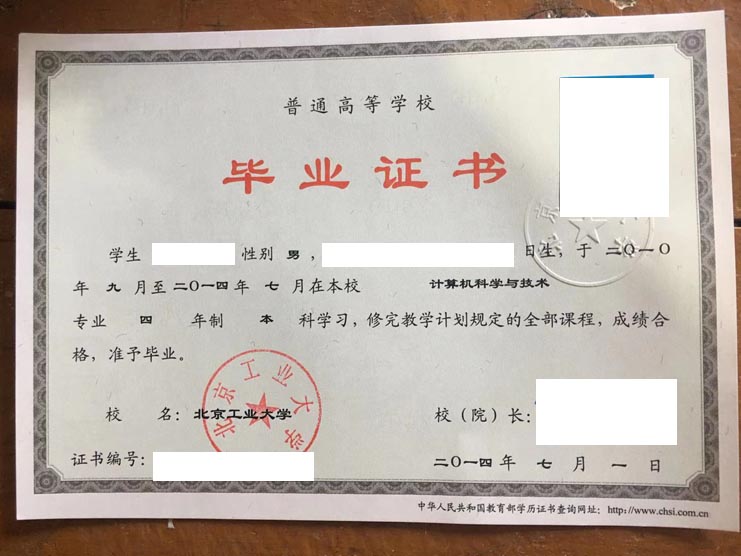 普通高等学校
毕业证书
学生 性别 男， 日生，于 二〇一〇
年 九 月至 二〇一四 年 七 月在本校 计算机科学与技术
专业 四 年制 本 科学习，修完教学计划规定的全部课程，成绩合
格，准予毕业。
北京工业大学
校 名：北京工业大学
校（院）长：
证书编号：
二〇一四 年 七 月 一 日
中华人民共和国教育部学历证书查询网址：http://www.chsi.com.cn